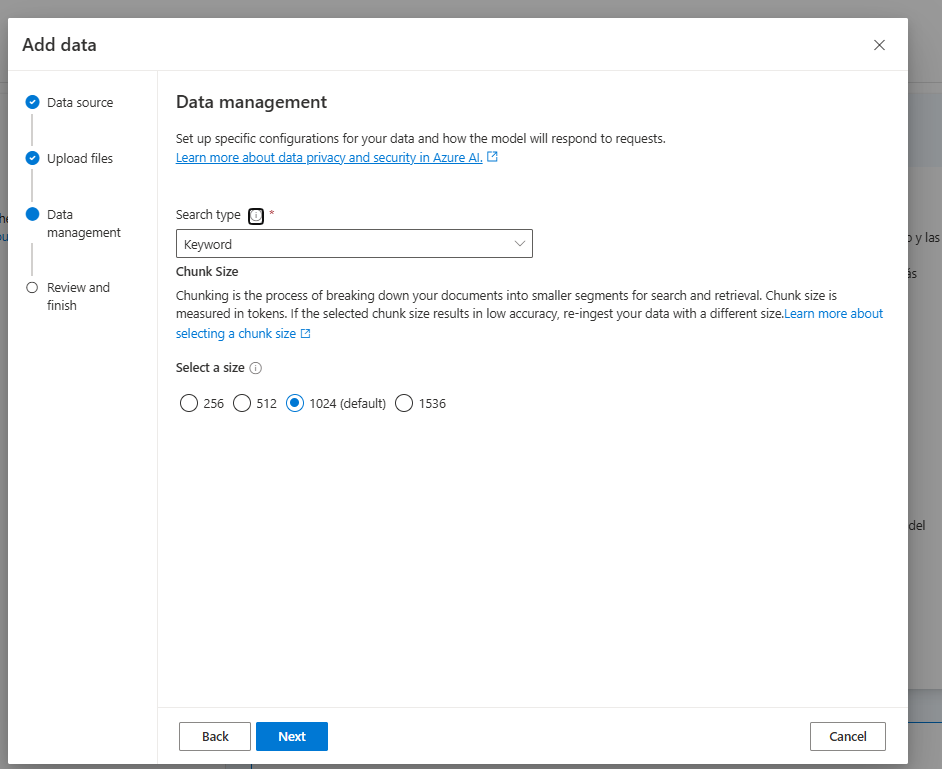 Add data
Data source
Upload files
Data
management
Review and
finish
Data management
Set up specific configurations for your data and how the model will respond to requests.
Learn more about data privacy and security in Azure AI.
Search type *
Keyword
Chunk Size
Chunking is the process of breaking down your documents into smaller segments for search and retrieval. Chunk size is
measured in tokens. If the selected chunk size results in low accuracy, re-ingest your data with a different size.Learn more about
selecting a chunk size
Select a size
256 512 1024 (default) 1536
Back Next Cancel
y las
del